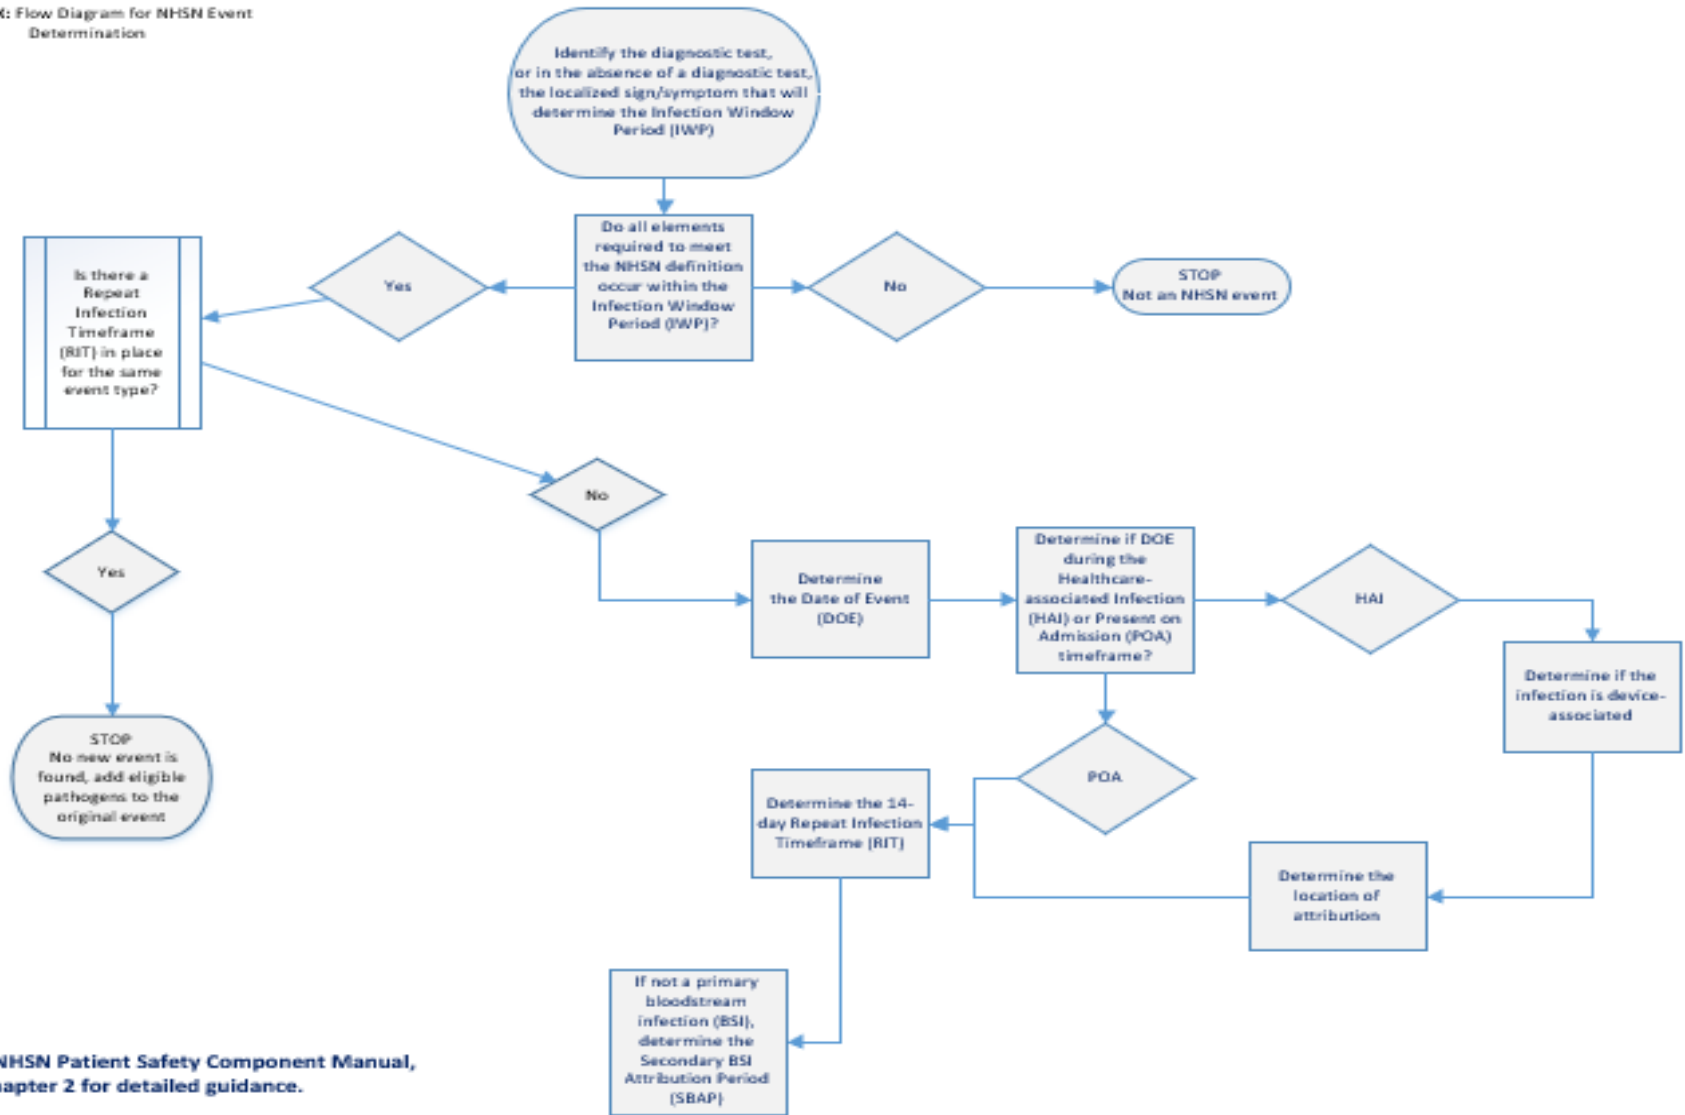 X: Flow Diagram for NHSN Event
Determination
Identify the diagnostic test,
or in the absence of a diagnostic test,
the localized sign/symptom that will
determine the Infection Window
Period (IWP)
Do all elements
required to meet
the NHSN definition
occur within the
Infection Window
Period (IWP)?
Yes
No
STOP
Not an NHSN event
Is there a
Repeat
Infection
Timeframe
(RIT) in place
for the same
event type?
No
Yes
STOP
No new event is
found, add eligible
pathogens to the
original event
Determine
the Date of Event
(DOE)
Determine if DOE
during the
Healthcare-
associated Infection
(HAI) or Present on
Admission (POA)
timeframe?
HAI
Determine if the
infection is device-
associated
POA
Determine the
location of
attribution
Determine the 14-
day Repeat Infection
Timeframe (RIT)
If not a primary
bloodstream
infection (BSI),
determine the
Secondary BSI
Attribution Period
(SBAP)
NHSN Patient Safety Component Manual,
hapter 2 for detailed guidance.